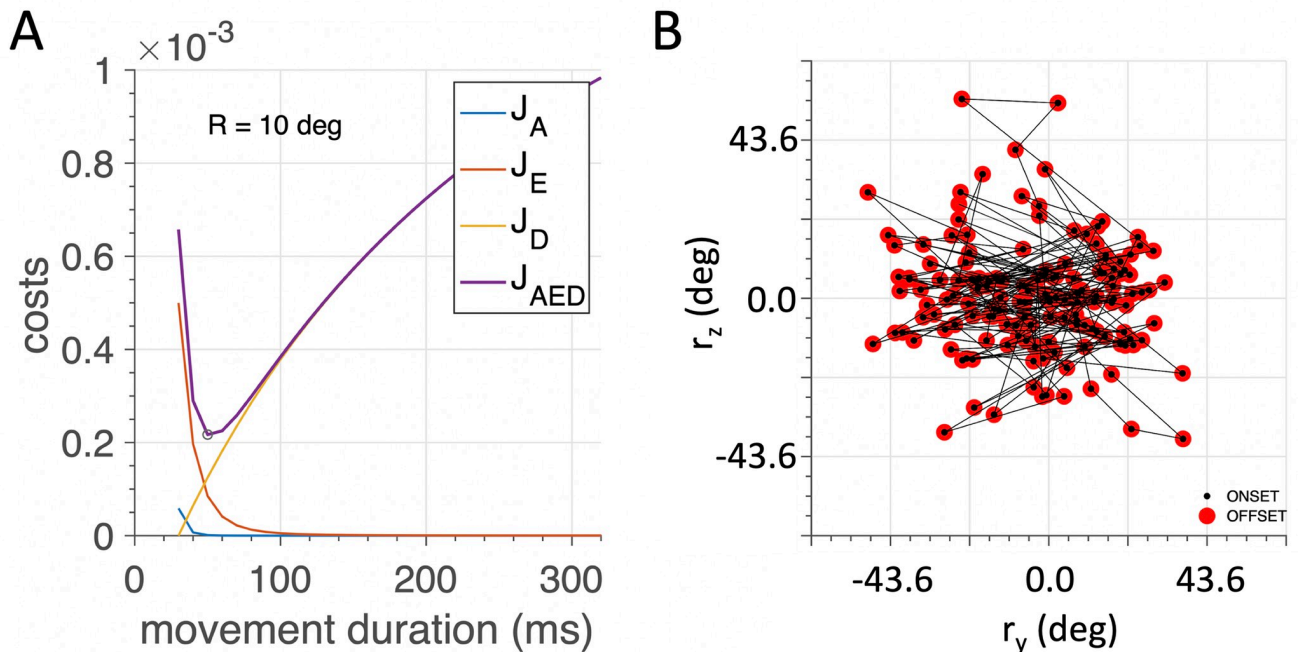 A
× 10^-3
1
0.8
0.6
0.4
0.2
0
costs
R = 10 deg
J_A
J_E
J_D
J_AED
0 100 200 300
movement duration (ms)
B
43.6
0.0
-43.6
r_z (deg)
ONSET
OFFSET
-43.6 0.0 43.6
r_y (deg)